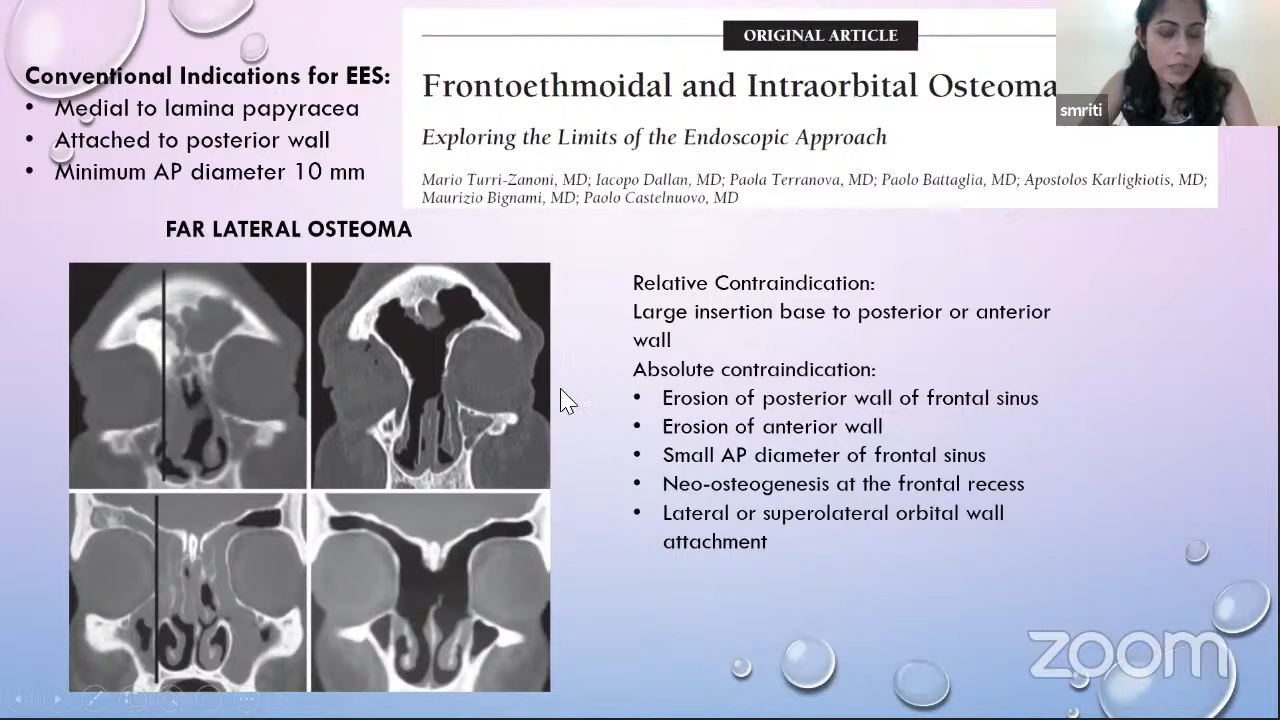 Conventional Indications for EES:
• Medial to lamina papyracea
• Attached to posterior wall
• Minimum AP diameter 10 mm
ORIGINAL ARTICLE
Frontoethmoidal and Intraorbital Osteoma
Exploring the Limits of the Endoscopic Approach
Mario Turri-Zanoni, MD; Iacopo Dallan, MD; Paola Terranova, MD; Paolo Battaglia, MD; Apostolos Karligkiotis, MD;
Maurizio Bignami, MD; Paolo Castelnuovo, MD
smriti
FAR LATERAL OSTEOMA
Relative Contraindication:
Large insertion base to posterior or anterior
wall
Absolute contraindication:
• Erosion of posterior wall of frontal sinus
• Erosion of anterior wall
• Small AP diameter of frontal sinus
• Neo-osteogenesis at the frontal recess
• Lateral or superolateral orbital wall
attachment
zoom